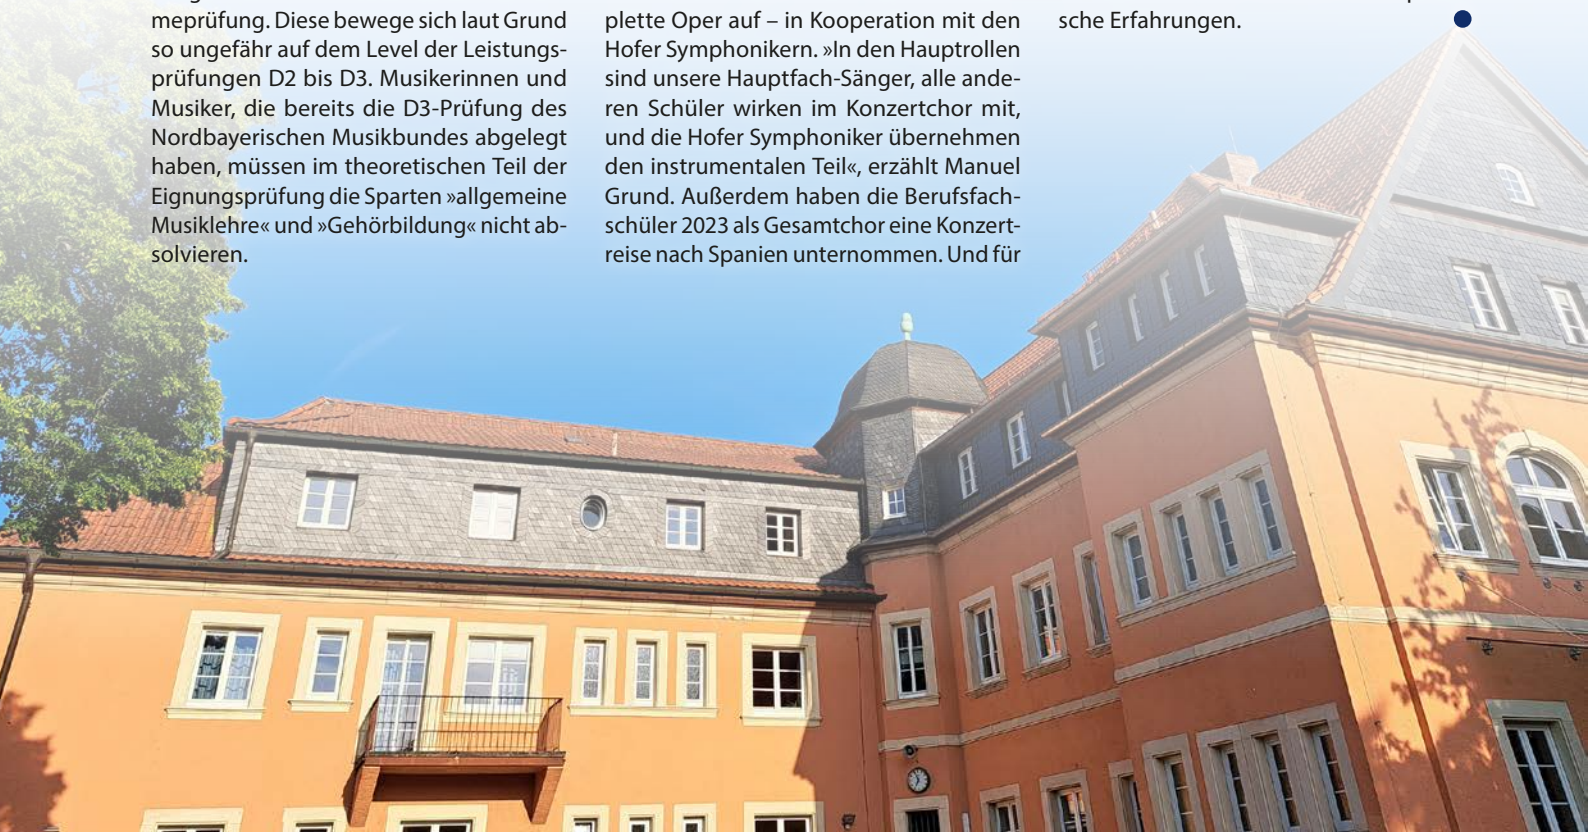 meprüfung. Diese bewege sich laut Grund
so ungefähr auf dem Level der Leistungs-
prüfungen D2 bis D3. Musikerinnen und
Musiker, die bereits die D3-Prüfung des
Nordbayerischen Musikbundes abgelegt
haben, müssen im theoretischen Teil der
Eignungsprüfung die Sparten »allgemeine
Musiklehre« und »Gehörbildung« nicht ab-
solvieren.
plette Oper auf – in Kooperation mit den
Hofer Symphonikern. »In den Hauptrollen
sind unsere Hauptfach-Sänger, alle ande-
ren Schüler wirken im Konzertchor mit,
und die Hofer Symphoniker übernehmen
den instrumentalen Teil«, erzählt Manuel
Grund. Außerdem haben die Berufsfach-
schüler 2023 als Gesamtchor eine Konzert-
reise nach Spanien unternommen. Und für
sche Erfahrungen.